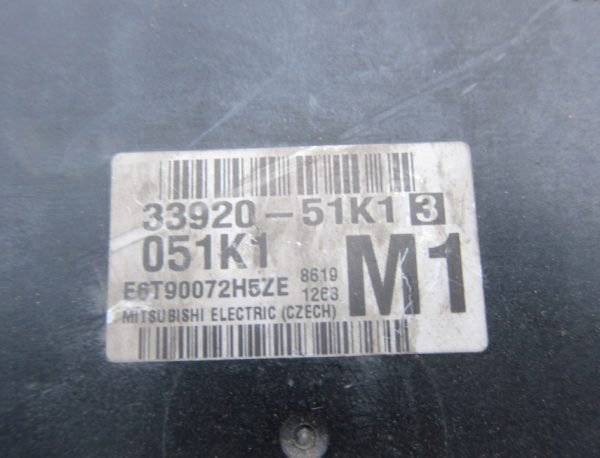 33920-51K1 3
051K1 M1
E6T90072H5ZE 8619
MITSUBISHI ELECTRIC (CZECH) 1263